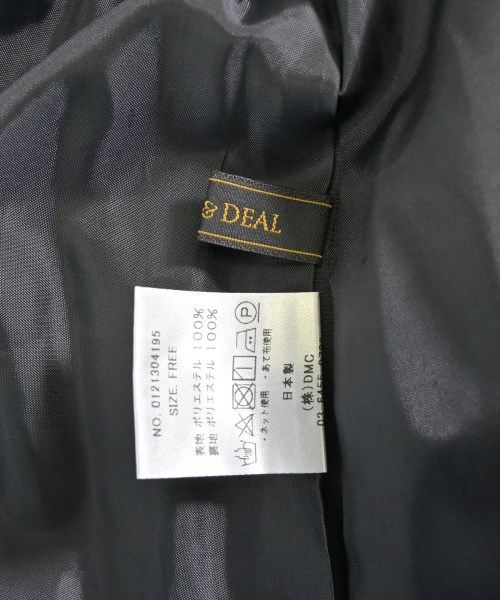 & DEAL
NO. 0121304195
SIZE. FREE
表地 ポリエステル 100%
裏地 ポリエステル 100%
・ネット使用 ・あて布使用
日本製
(株)DMC